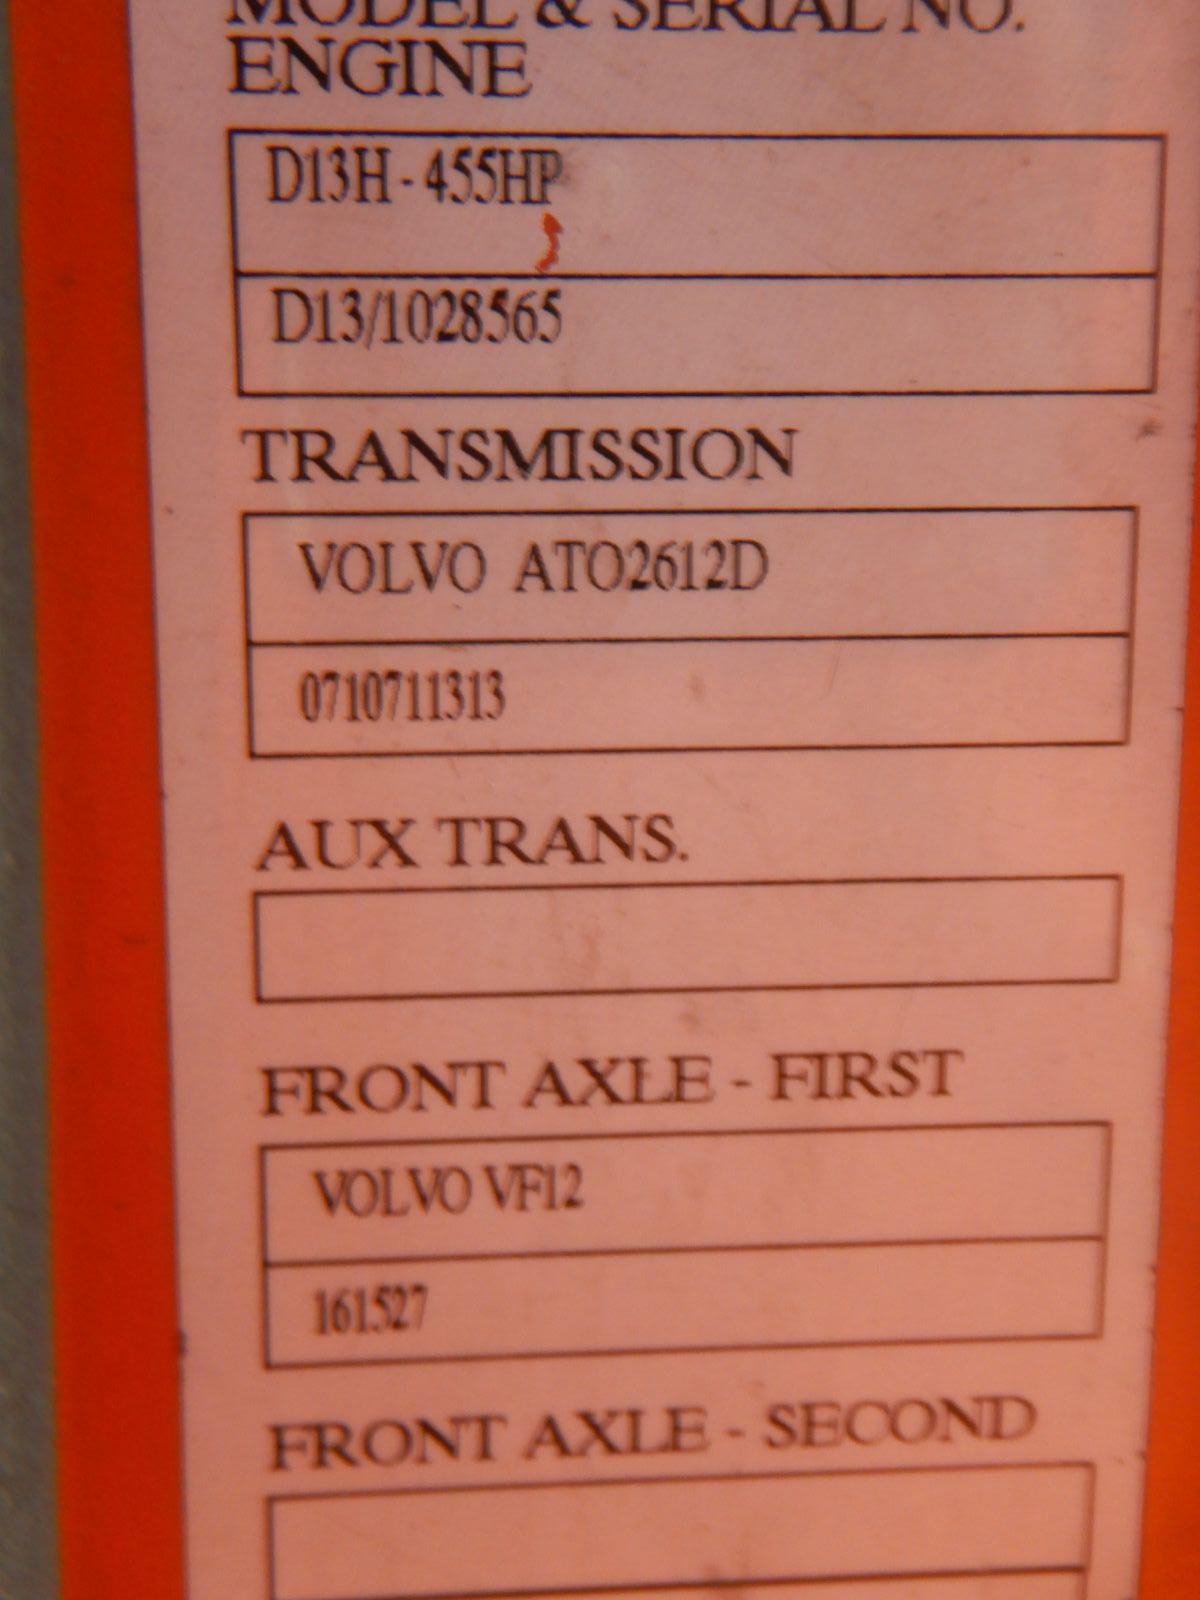 MODEL & SERIAL NO.
ENGINE
D13H - 455HP
D13/1028565
TRANSMISSION
VOLVO ATO2612D
0710711313
AUX TRANS.
FRONT AXLE - FIRST
VOLVO VF12
161527
FRONT AXLE - SECOND